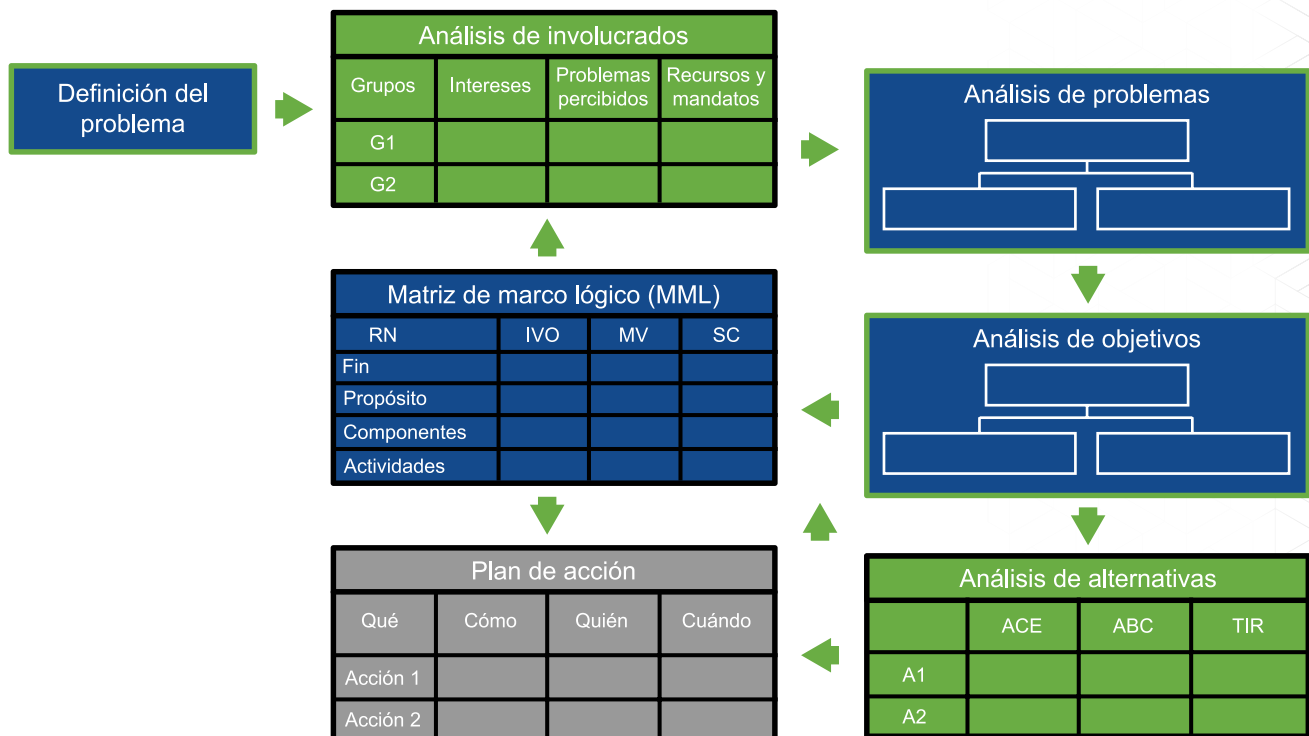 Definición del
problema
Análisis de involucrados
Grupos
Intereses
Problemas
percibidos
Recursos y
mandatos
G1
G2
Análisis de problemas
Matriz de marco lógico (MML)
RN
IVO
MV
SC
Fin
Propósito
Componentes
Actividades
Análisis de objetivos
Plan de acción
Qué
Cómo
Quién
Cuándo
Acción 1
Acción 2
Análisis de alternativas
ACE
ABC
TIR
A1
A2